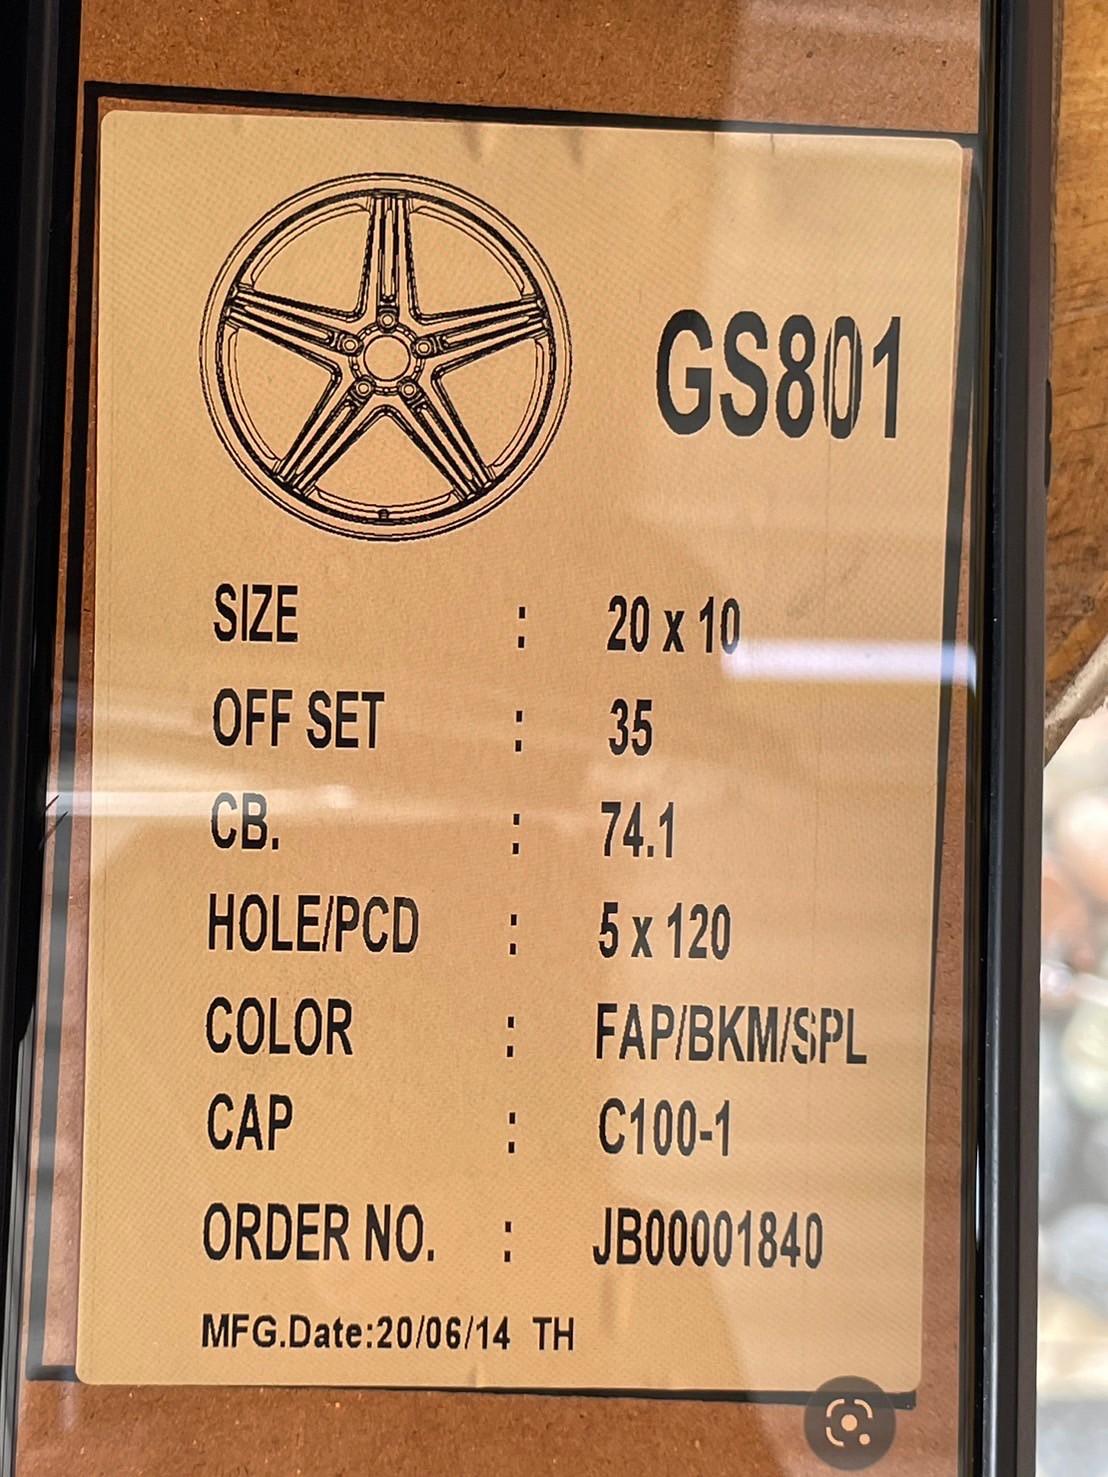 GS801
SIZE : 20 x 10
OFF SET : 35
CB. : 74.1
HOLE/PCD : 5 x 120
COLOR : FAP/BKM/SPL
CAP : C100-1
ORDER NO. : JB00001840
MFG.Date:20/06/14 TH